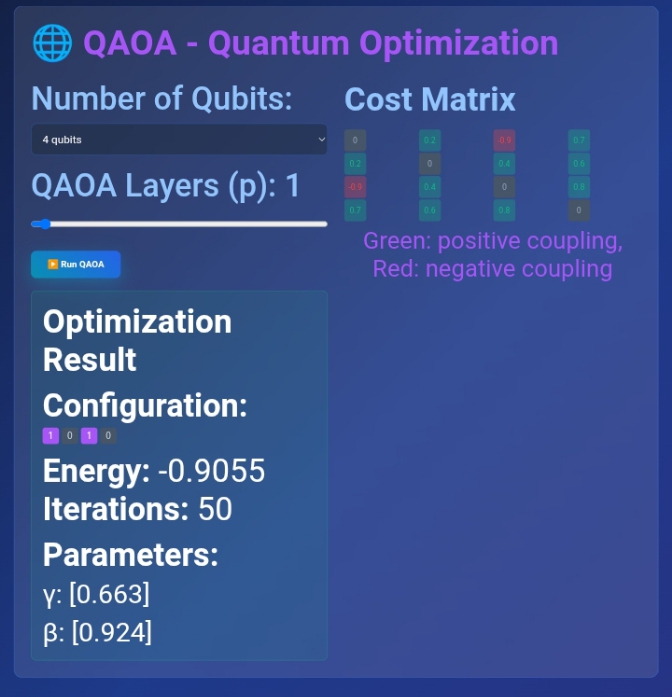 🌐 QAOA - Quantum Optimization
Number of Qubits:
4 qubits
QAOA Layers (p): 1
▶️ Run QAOA
Optimization
Result
Configuration:
1 0 1 0
Energy: -0.9055
Iterations: 50
Parameters:
γ: [0.663]
β: [0.924]
Cost Matrix
0 0.2 -0.9 0.7
0.2 0 0.4 0.6
-0.9 0.4 0 0.8
0.7 0.6 0.8 0
Green: positive coupling,
Red: negative coupling